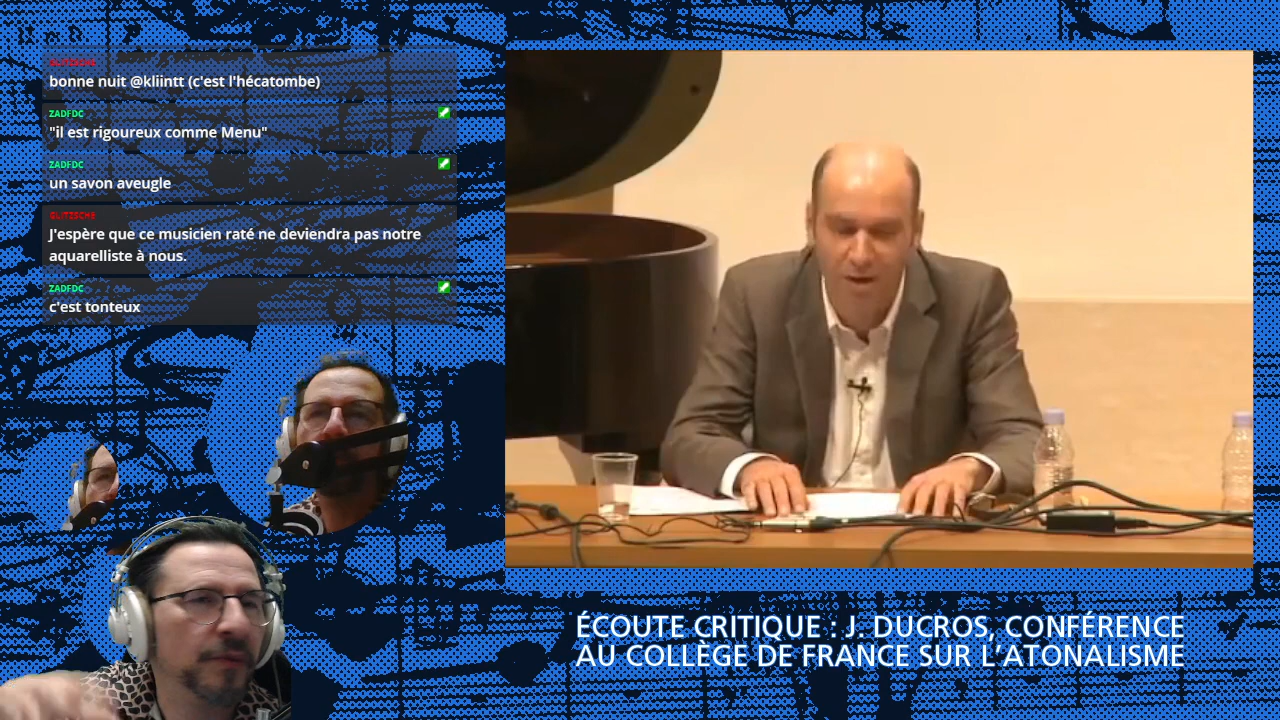 bonne nuit @kliintt (c'est l'hécatombe)
ZADFDC
"il est rigoureux comme Menu"
ZADFDC
un savon aveugle
J'espère que ce musicien raté ne deviendra pas notre
aquarelliste à nous.
ZADFDC
c'est tonteux
ÉCOUTE CRITIQUE : J. DUCROS, CONFÉRENCE
AU COLLÈGE DE FRANCE SUR L'ATONALISME